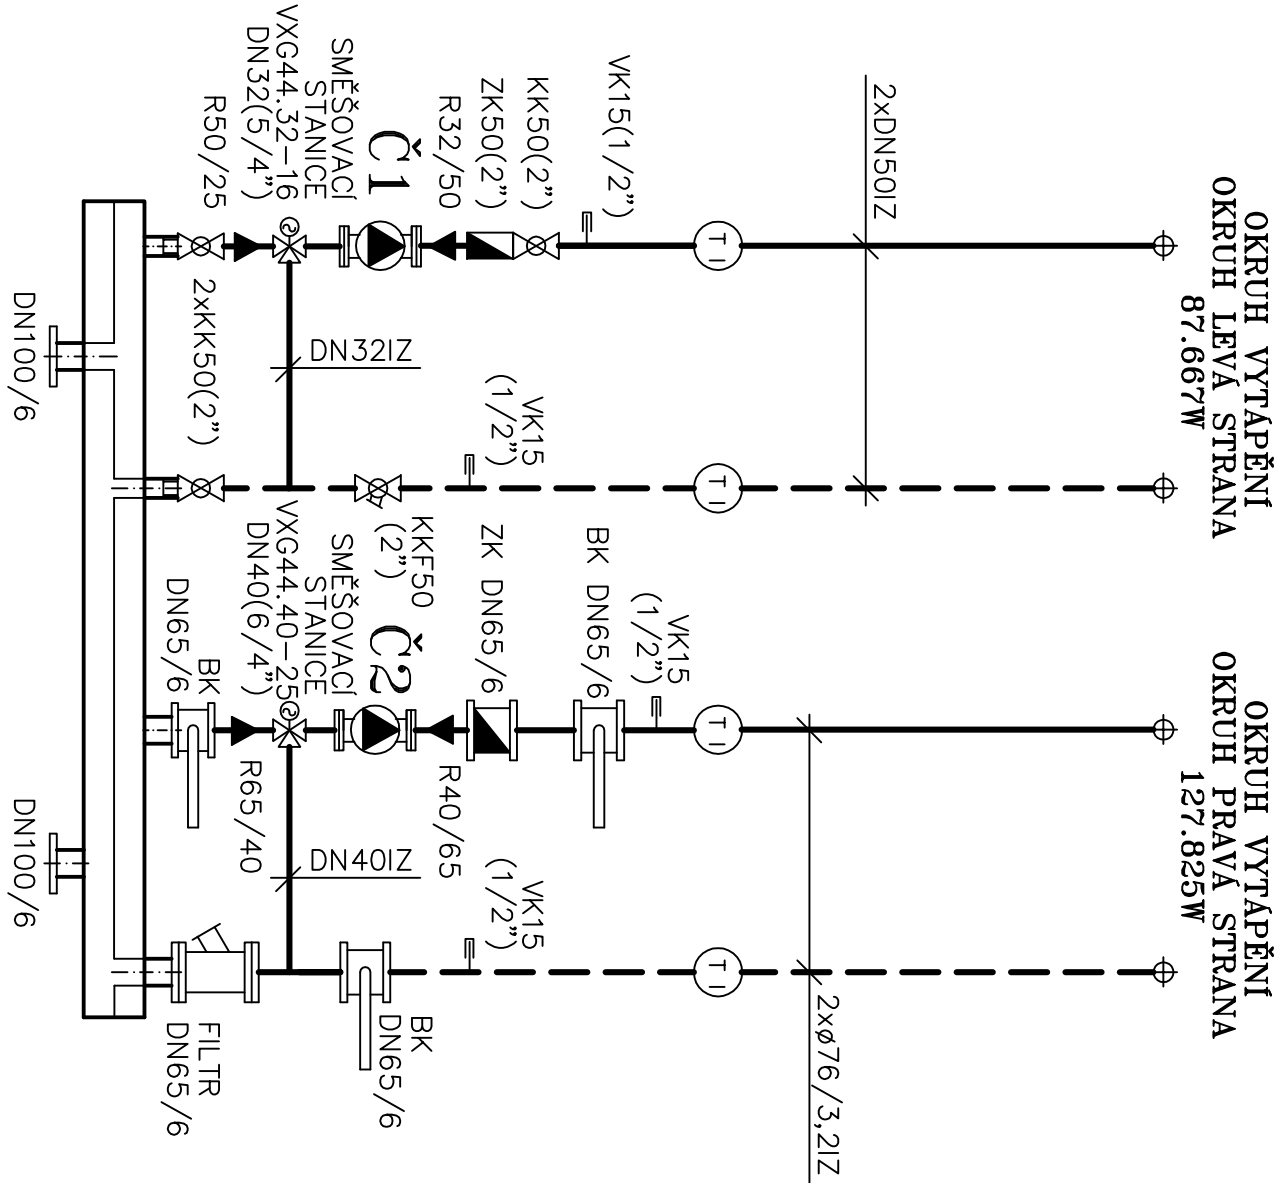 OKRUH VYTÁPĚNÍ
OKRUH LEVÁ STRANA
87.667W
OKRUH VYTÁPĚNÍ
OKRUH PRAVÁ STRANA
127.825W
2xDN50IZ
2xø76/3,2IZ
TI
TI
TI
TI
VK15(1/2")
KK50(2")
ZK50(2")
R32/50
Č1
SMĚŠOVACÍ
STANICE
VXG44.32-16
DN32(5/4")
R50/25
VK15
(1/2")
DN32IZ
2xKK50(2")
KKF50
(2")
VK15
(1/2")
BK DN65/6
ZK DN65/6
R40/65
Č2
SMĚŠOVACÍ
STANICE
VXG44.40-25
DN40(6/4")
BK
DN65/6
R65/40
VK15
(1/2")
DN40IZ
BK
DN65/6
FILTR
DN65/6
DN100/6
DN100/6